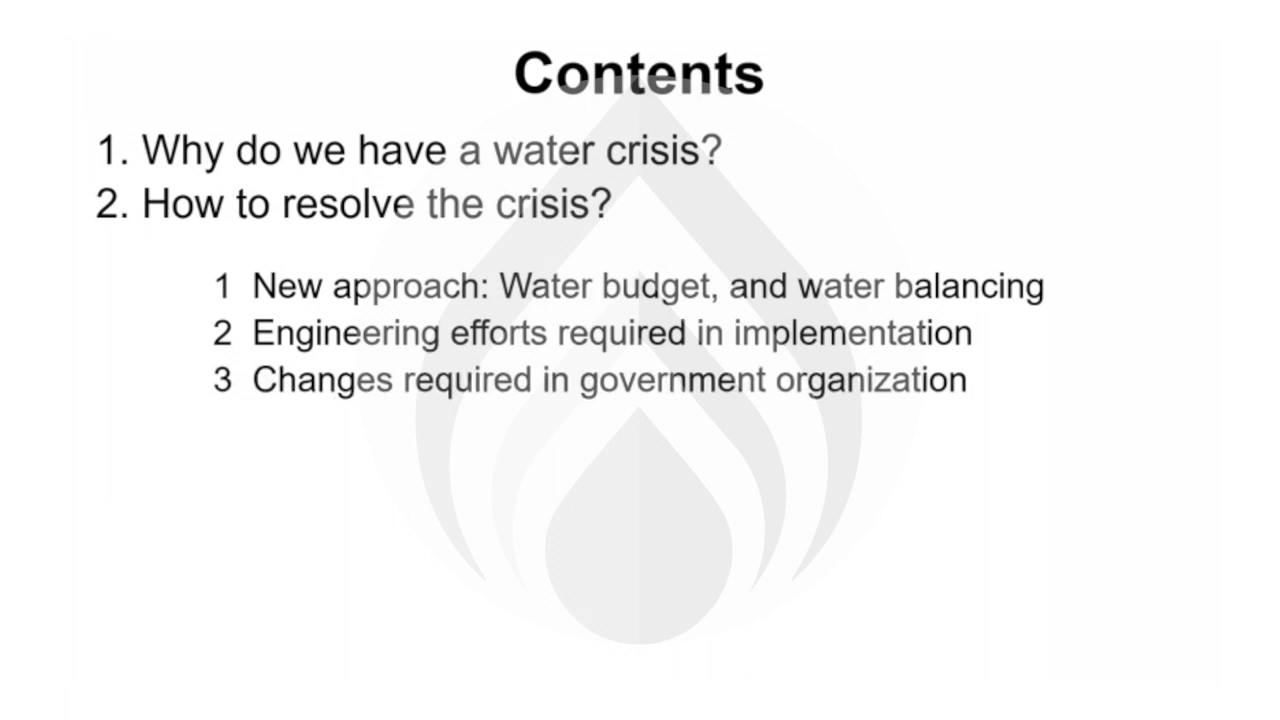 Contents
1. Why do we have a water crisis?
2. How to resolve the crisis?
1 New approach: Water budget, and water balancing
2 Engineering efforts required in implementation
3 Changes required in government organization